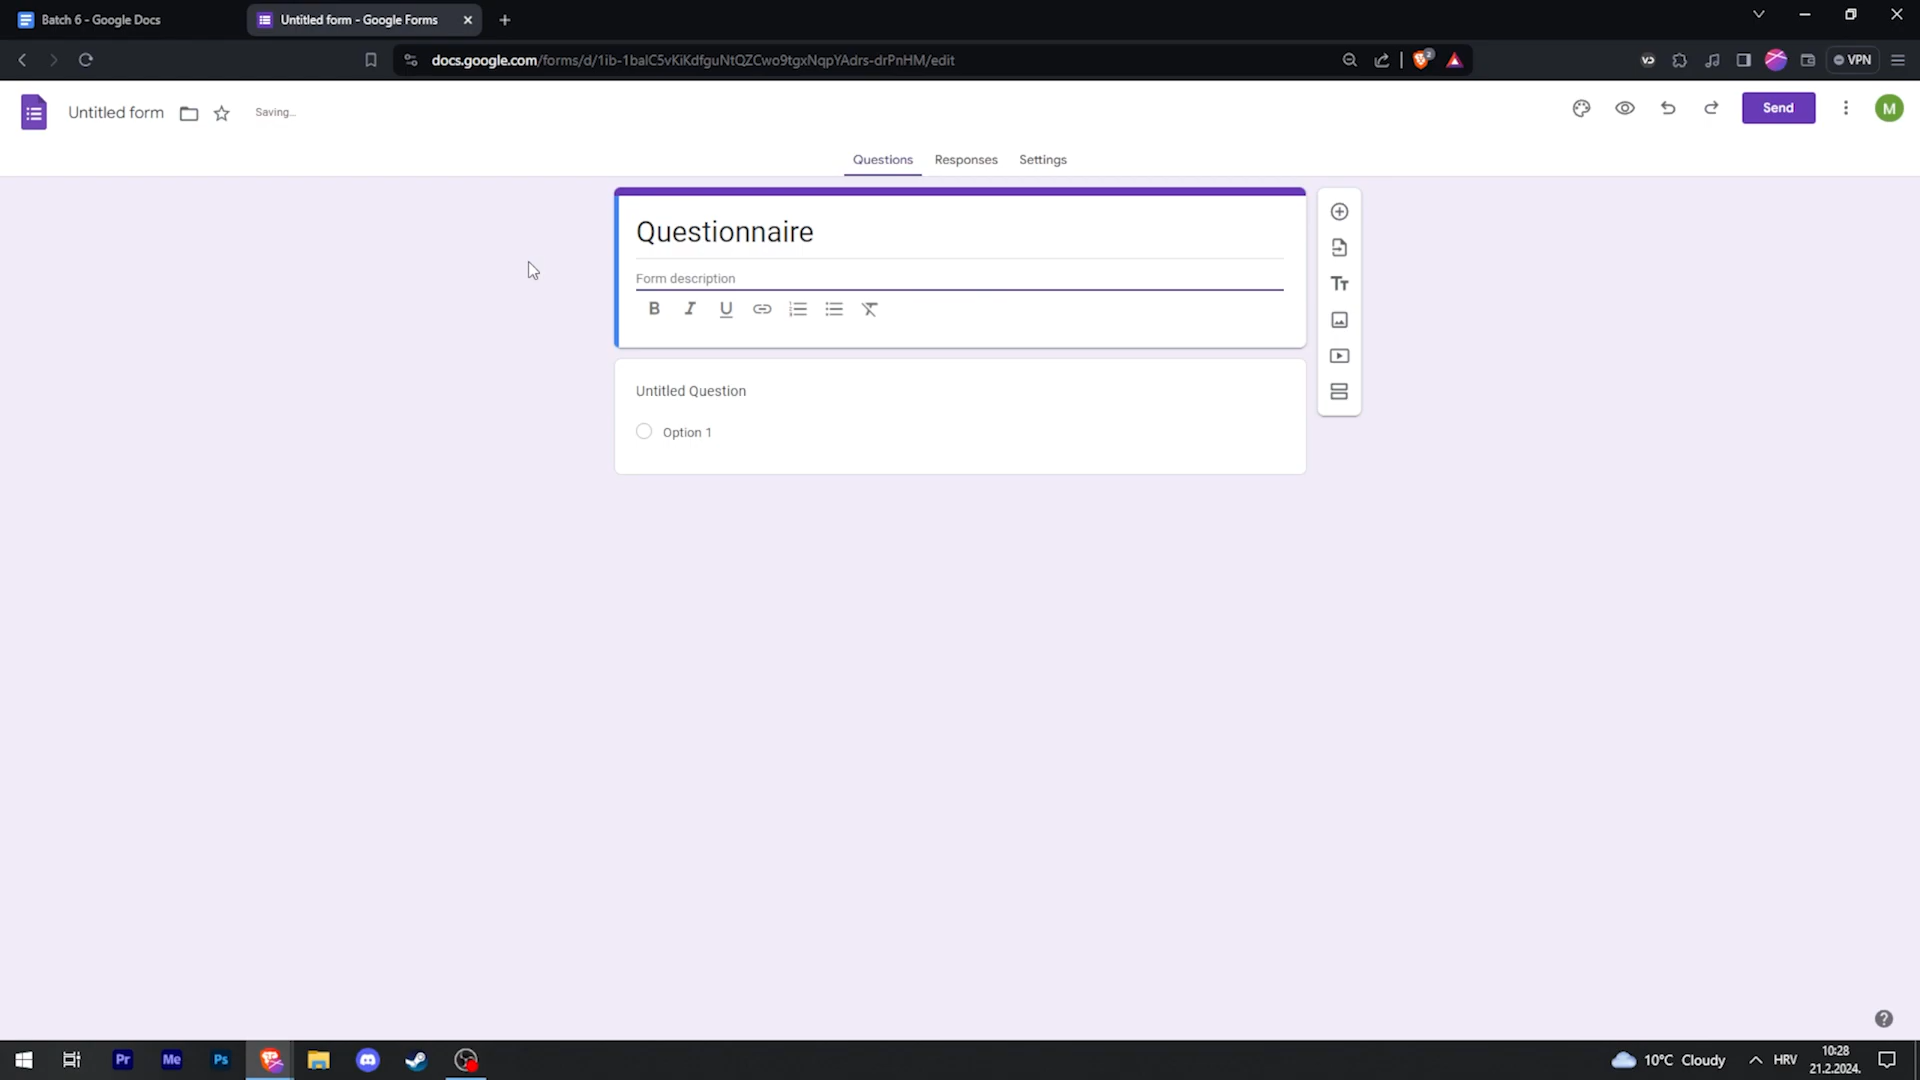 Batch 6 - Google Docs
Untitled form - Google Forms
docs.google.com/forms/d/1ib-1balC5vKiKdfguNtQZCwo9tgxNqpYAdrs-drPnHM/edit
2
VPN
Untitled form
Saving...
Send
M
Questions
Responses
Settings
Questionnaire
Form description
B
I
U
Untitled Question
Option 1
Pr
Me
Ps
10°C Cloudy
HRV
10:28
21.2.2024.